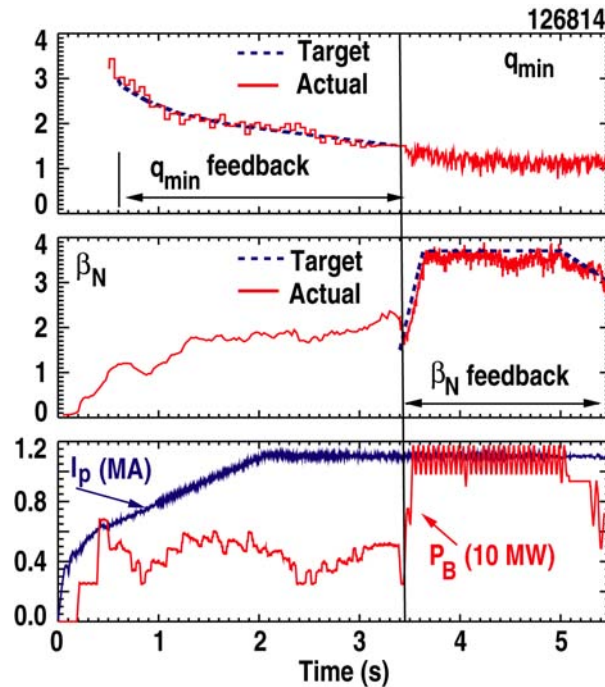 126814
4
3
2
1
0
Target
Actual
q_min
q_min feedback
4
3
2
1
0
β_N
Target
Actual
β_N feedback
1.2
0.8
0.4
0.0
I_p (MA)
P_B (10 MW)
0 1 2 3 4 5
Time (s)